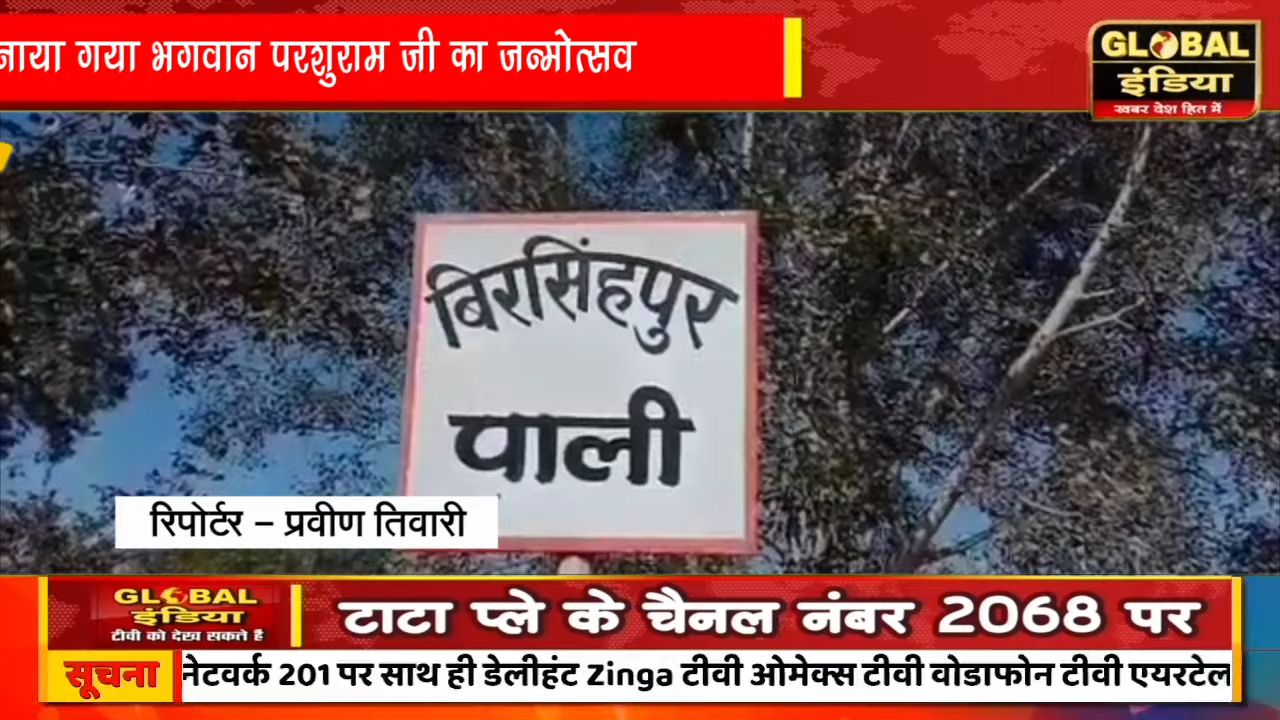 नाया गया भगवान परशुराम जी का जन्मोत्सव
GLOBAL
इंडिया
खबर देश हित में
बिरसिंहपुर
पाली
रिपोर्टर – प्रवीण तिवारी
GLOBAL
इंडिया
टीवी को देख सकते है
टाटा प्ले के चैनल नंबर 2068 पर
सूचना
नेटवर्क 201 पर साथ ही डेलीहंट Zinga टीवी ओमेक्स टीवी वोडाफोन टीवी एयरटेल